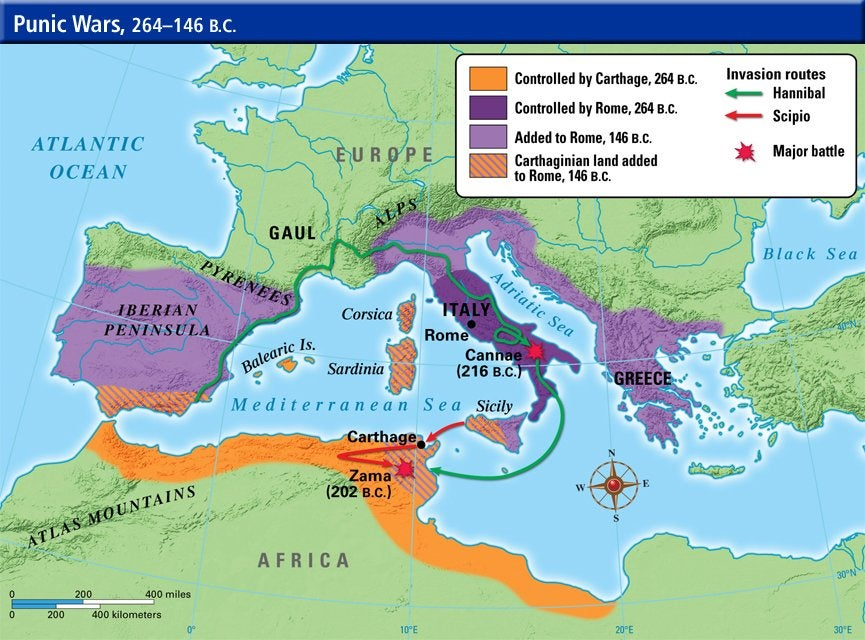 Punic Wars, 264–146 B.C.
Controlled by Carthage, 264 B.C.
Controlled by Rome, 264 B.C.
Added to Rome, 146 B.C.
Carthaginian land added
to Rome, 146 B.C.
Invasion routes
Hannibal
Scipio
Major battle
ATLANTIC
OCEAN
EUROPE
ALPS
GAUL
Black Sea
PYRENEES
IBERIAN
PENINSULA
Corsica
ITALY
Adriatic Sea
Rome
40°N
Balearic Is.
Sardinia
Cannae
(216 B.C.)
GREECE
Mediterranean Sea
Sicily
Carthage
Zama
(202 B.C.)
N
W
E
S
ATLAS MOUNTAINS
AFRICA
30°N
0 200 400 miles
0 200 400 kilometers
0°
10°E
20°E
30°E